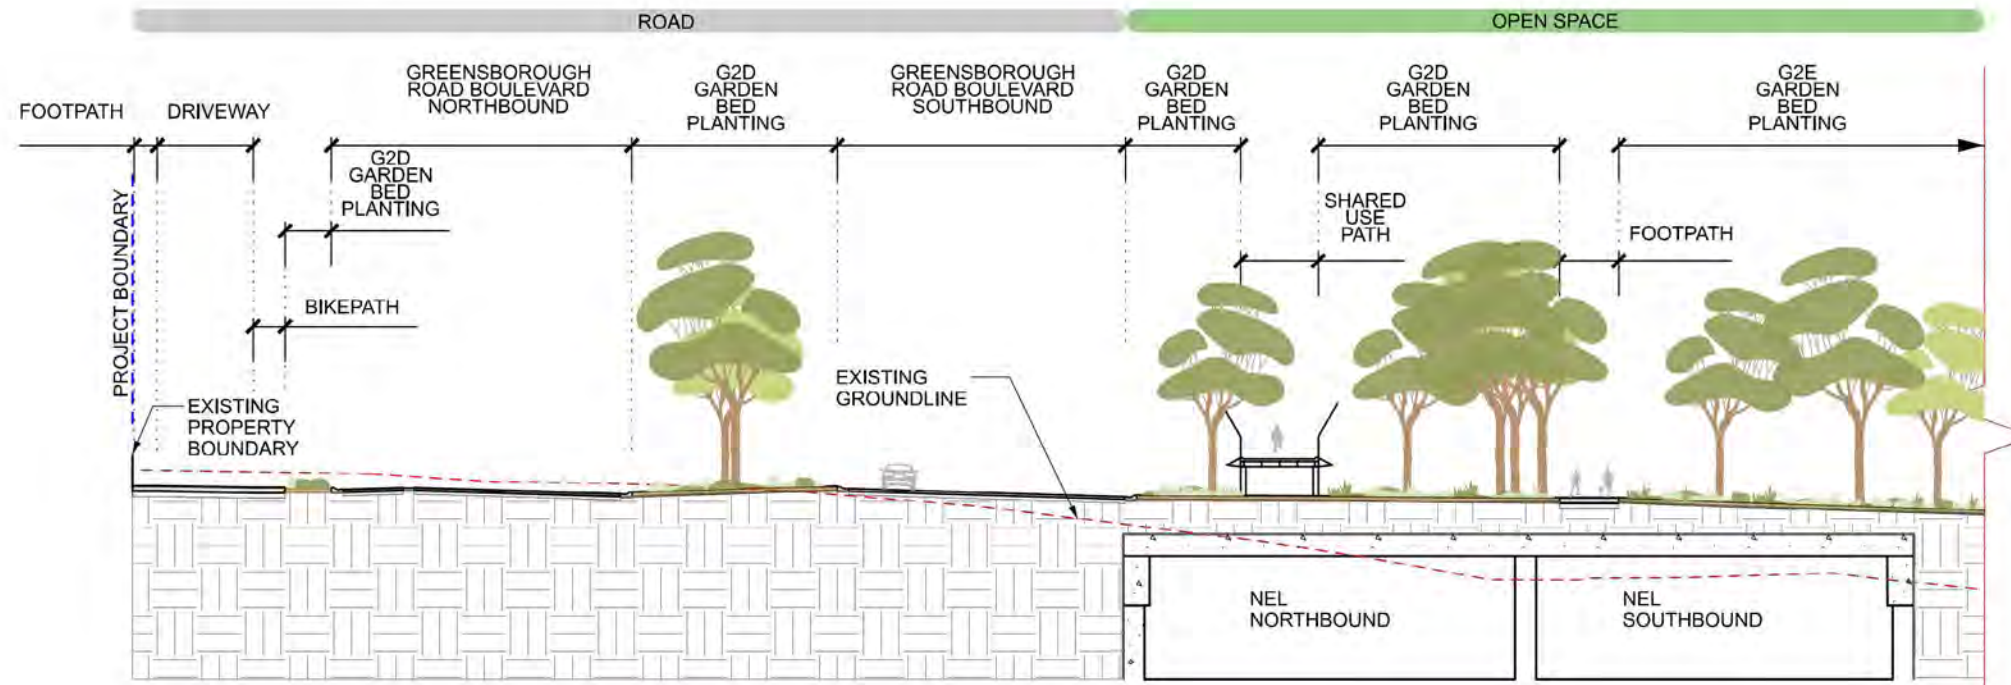 ROAD
OPEN SPACE
FOOTPATH
DRIVEWAY
GREENSBOROUGH
ROAD BOULEVARD
NORTHBOUND
G2D
GARDEN
BED
PLANTING
GREENSBOROUGH
ROAD BOULEVARD
SOUTHBOUND
G2D
GARDEN
BED
PLANTING
G2D
GARDEN
BED
PLANTING
G2E
GARDEN
BED
PLANTING
G2D
GARDEN
BED
PLANTING
SHARED
USE
PATH
FOOTPATH
PROJECT BOUNDARY
BIKEPATH
EXISTING
PROPERTY
BOUNDARY
EXISTING
GROUNDLINE
NEL
NORTHBOUND
NEL
SOUTHBOUND